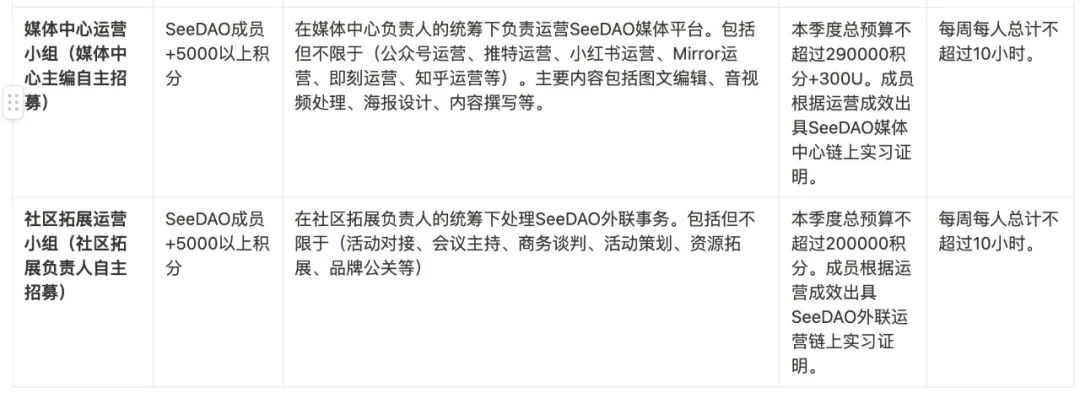 媒体中心运营
小组（媒体中
心主编自主招
募）
SeeDAO成员
+5000以上积
分
在媒体中心负责人的统筹下负责运营SeeDAO媒体平台。包括
但不限于（公众号运营、推特运营、小红书运营、Mirror运
营、即刻运营、知乎运营等）。主要内容包括图文编辑、音视
频处理、海报设计、内容撰写等。
本季度总预算不
超过290000积
分+300U。成员
根据运营成效出
具SeeDAO媒体
中心链上实习证
明。
每周每人总计不
超过10小时。
社区拓展运营
小组（社区拓
展负责人自主
招募）
SeeDAO成员
+5000以上积
分
在社区拓展负责人的统筹下处理SeeDAO外联事务。包括但不
限于（活动对接、会议主持、商务谈判、活动策划、资源拓
展、品牌公关等）
本季度总预算不
超过200000积
分。成员根据运
营成效出具
SeeDAO外联运
营链上实习证
明。
每周每人总计不
超过10小时。